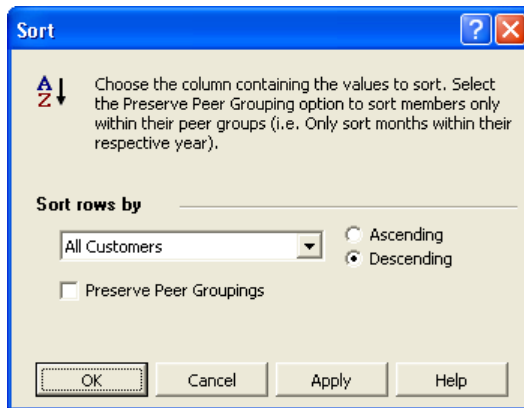 Sort
Choose the column containing the values to sort. Select
the Preserve Peer Grouping option to sort members only
within their peer groups (i.e. Only sort months within their
respective year).
Sort rows by
All Customers
Ascending
Descending
Preserve Peer Groupings
OK Cancel Apply Help